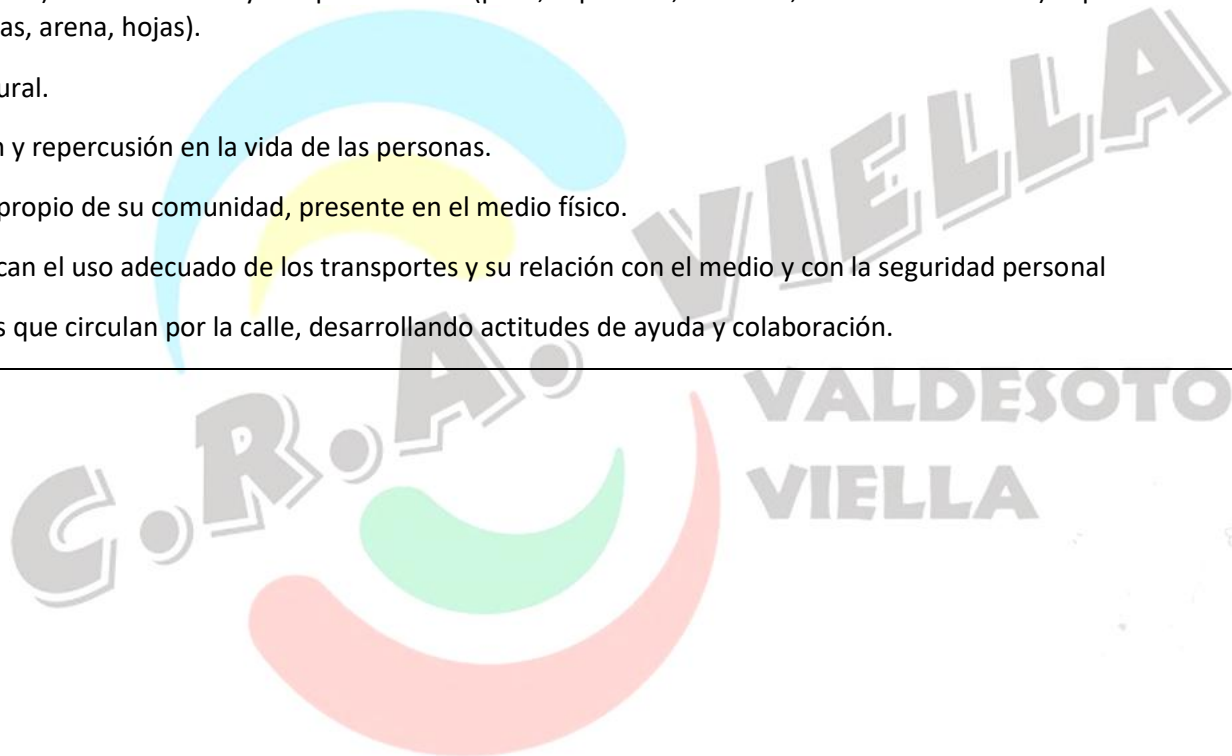 as, arena, hojas).
ural.
n y repercusión en la vida de las personas.
propio de su comunidad, presente en el medio físico.
can el uso adecuado de los transportes y su relación con el medio y con la seguridad personal
s que circulan por la calle, desarrollando actitudes de ayuda y colaboración.
C.R.A. VIELLA
VALDESOTO
VIELLA